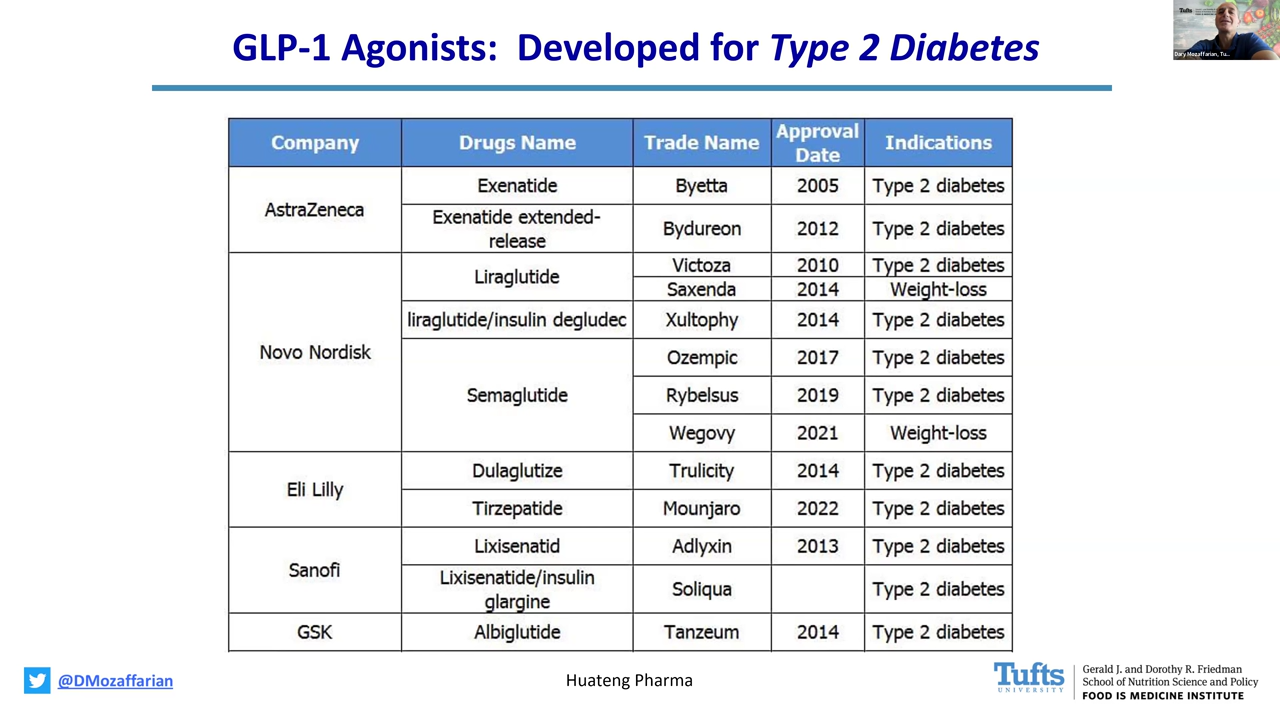 GLP-1 Agonists: Developed for Type 2 Diabetes
Tufts
Dary Mozaffarian, Tu...
Company Drugs Name Trade Name Approval Date Indications
AstraZeneca
Exenatide Byetta 2005 Type 2 diabetes
Exenatide extended-
release
Bydureon 2012 Type 2 diabetes
Novo Nordisk
Liraglutide
Victoza 2010 Type 2 diabetes
Saxenda 2014 Weight-loss
liraglutide/insulin degludec Xultophy 2014 Type 2 diabetes
Semaglutide
Ozempic 2017 Type 2 diabetes
Rybelsus 2019 Type 2 diabetes
Wegovy 2021 Weight-loss
Eli Lilly
Dulaglutize Trulicity 2014 Type 2 diabetes
Tirzepatide Mounjaro 2022 Type 2 diabetes
Sanofi
Lixisenatid Adlyxin 2013 Type 2 diabetes
Lixisenatide/insulin
glargine
Soliqua Type 2 diabetes
GSK Albiglutide Tanzeum 2014 Type 2 diabetes
@DMozaffarian
Huateng Pharma
Tufts
UNIVERSITY
Gerald J. and Dorothy R. Friedman
School of Nutrition Science and Policy
FOOD IS MEDICINE INSTITUTE